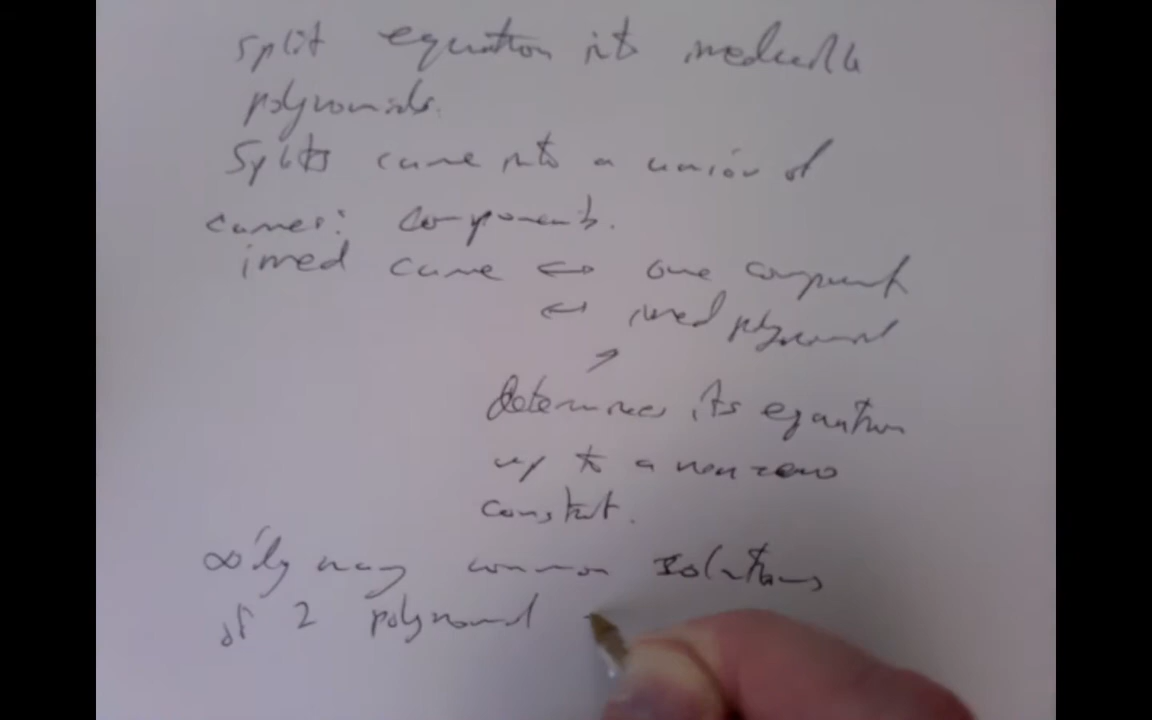 split equation into irreducible
polynomials.
Splits curve into a union of
curves: components.
irred curve ↔ one component
↔ irred polynomial
↗
determines its equation
up to a nonzero
constant.
∞'ly many common solutions
of 2 polynomial